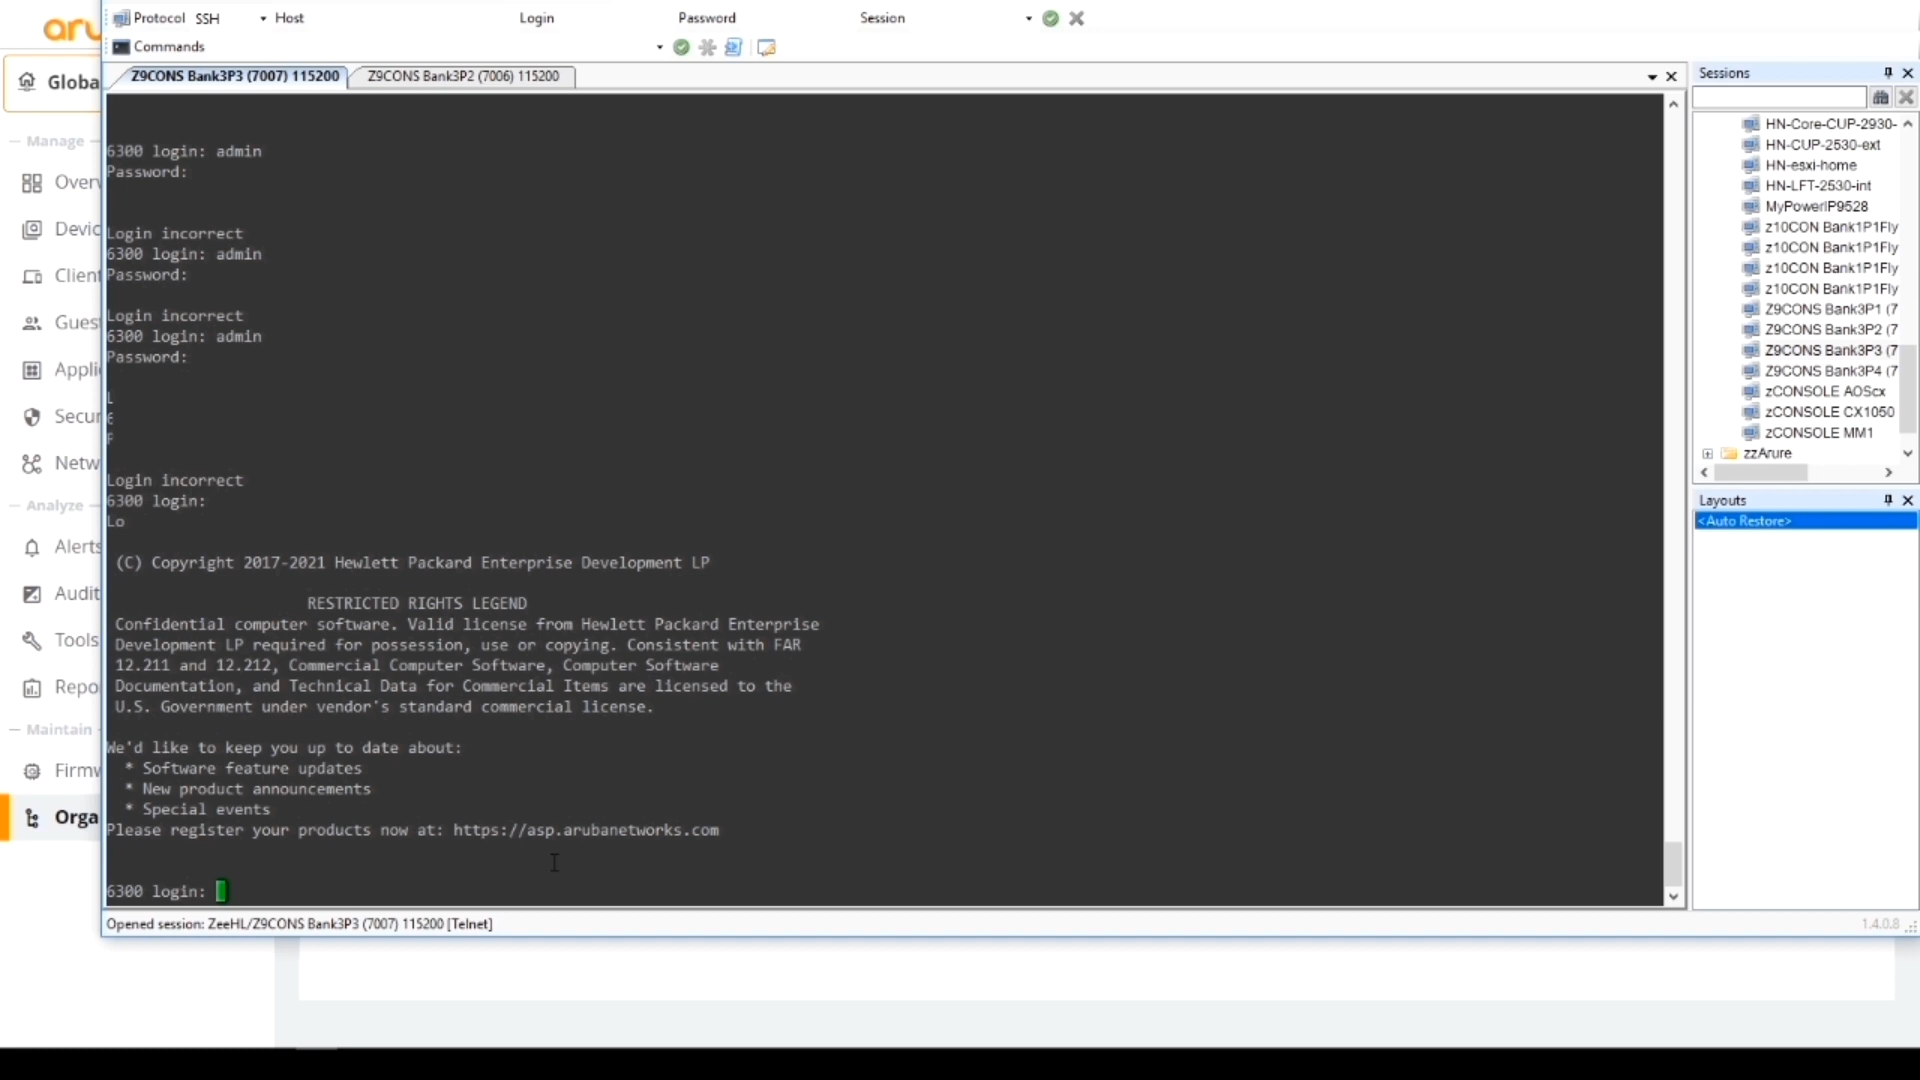 aru
Globa
Manage
Over
Devic
Client
Gues
Appli
Secur
Netw
Analyze
Alerts
Audit
Tools
Repo
Maintain
Firmw
Orga
Protocol SSH Host Login Password Session
Commands
Z9CONS Bank3P3 (7007) 115200 Z9CONS Bank3P2 (7006) 115200
6300 login: admin
Password:
Login incorrect
6300 login: admin
Password:
Login incorrect
6300 login: admin
Password:
L
6
P
Login incorrect
6300 login:
Lo
(C) Copyright 2017-2021 Hewlett Packard Enterprise Development LP
RESTRICTED RIGHTS LEGEND
Confidential computer software. Valid license from Hewlett Packard Enterprise
Development LP required for possession, use or copying. Consistent with FAR
12.211 and 12.212, Commercial Computer Software, Computer Software
Documentation, and Technical Data for Commercial Items are licensed to the
U.S. Government under vendor's standard commercial license.
We'd like to keep you up to date about:
* Software feature updates
* New product announcements
* Special events
Please register your products now at: https://asp.arubanetworks.com
6300 login:
Opened session: ZeeHL/Z9CONS Bank3P3 (7007) 115200 [Telnet]
1.4.0.8
Sessions
HN-Core-CUP-2930-
HN-CUP-2530-ext
HN-esxi-home
HN-LFT-2530-int
MyPowerIP9528
z10CON Bank1P1Fly
z10CON Bank1P1Fly
z10CON Bank1P1Fly
z10CON Bank1P1Fly
Z9CONS Bank3P1 (7
Z9CONS Bank3P2 (7
Z9CONS Bank3P3 (7
Z9CONS Bank3P4 (7
zCONSOLE AOScx
zCONSOLE CX1050
zCONSOLE MM1
zzArure
Layouts
<Auto Restore>